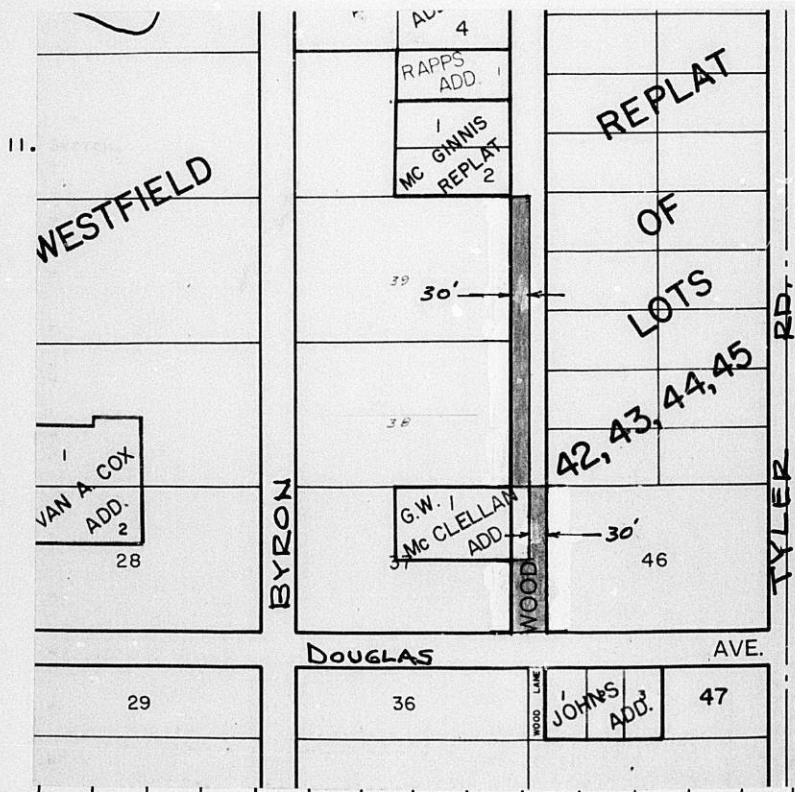 4
RAPPS
ADD. 1
1
MC GINNIS
REPLAT
2
11.
WESTFIELD
REPLAT
OF
LOTS
42, 43, 44, 45
39
30'
38
1
VAN A. COX
ADD.
2
28
BYRON
G.W. 1
Mc CLELLAN
ADD
37
30'
WOOD
46
TYLER RD.
DOUGLAS AVE.
29
36
WOOD LANE
1 2 3
JOHN'S
ADD.
47